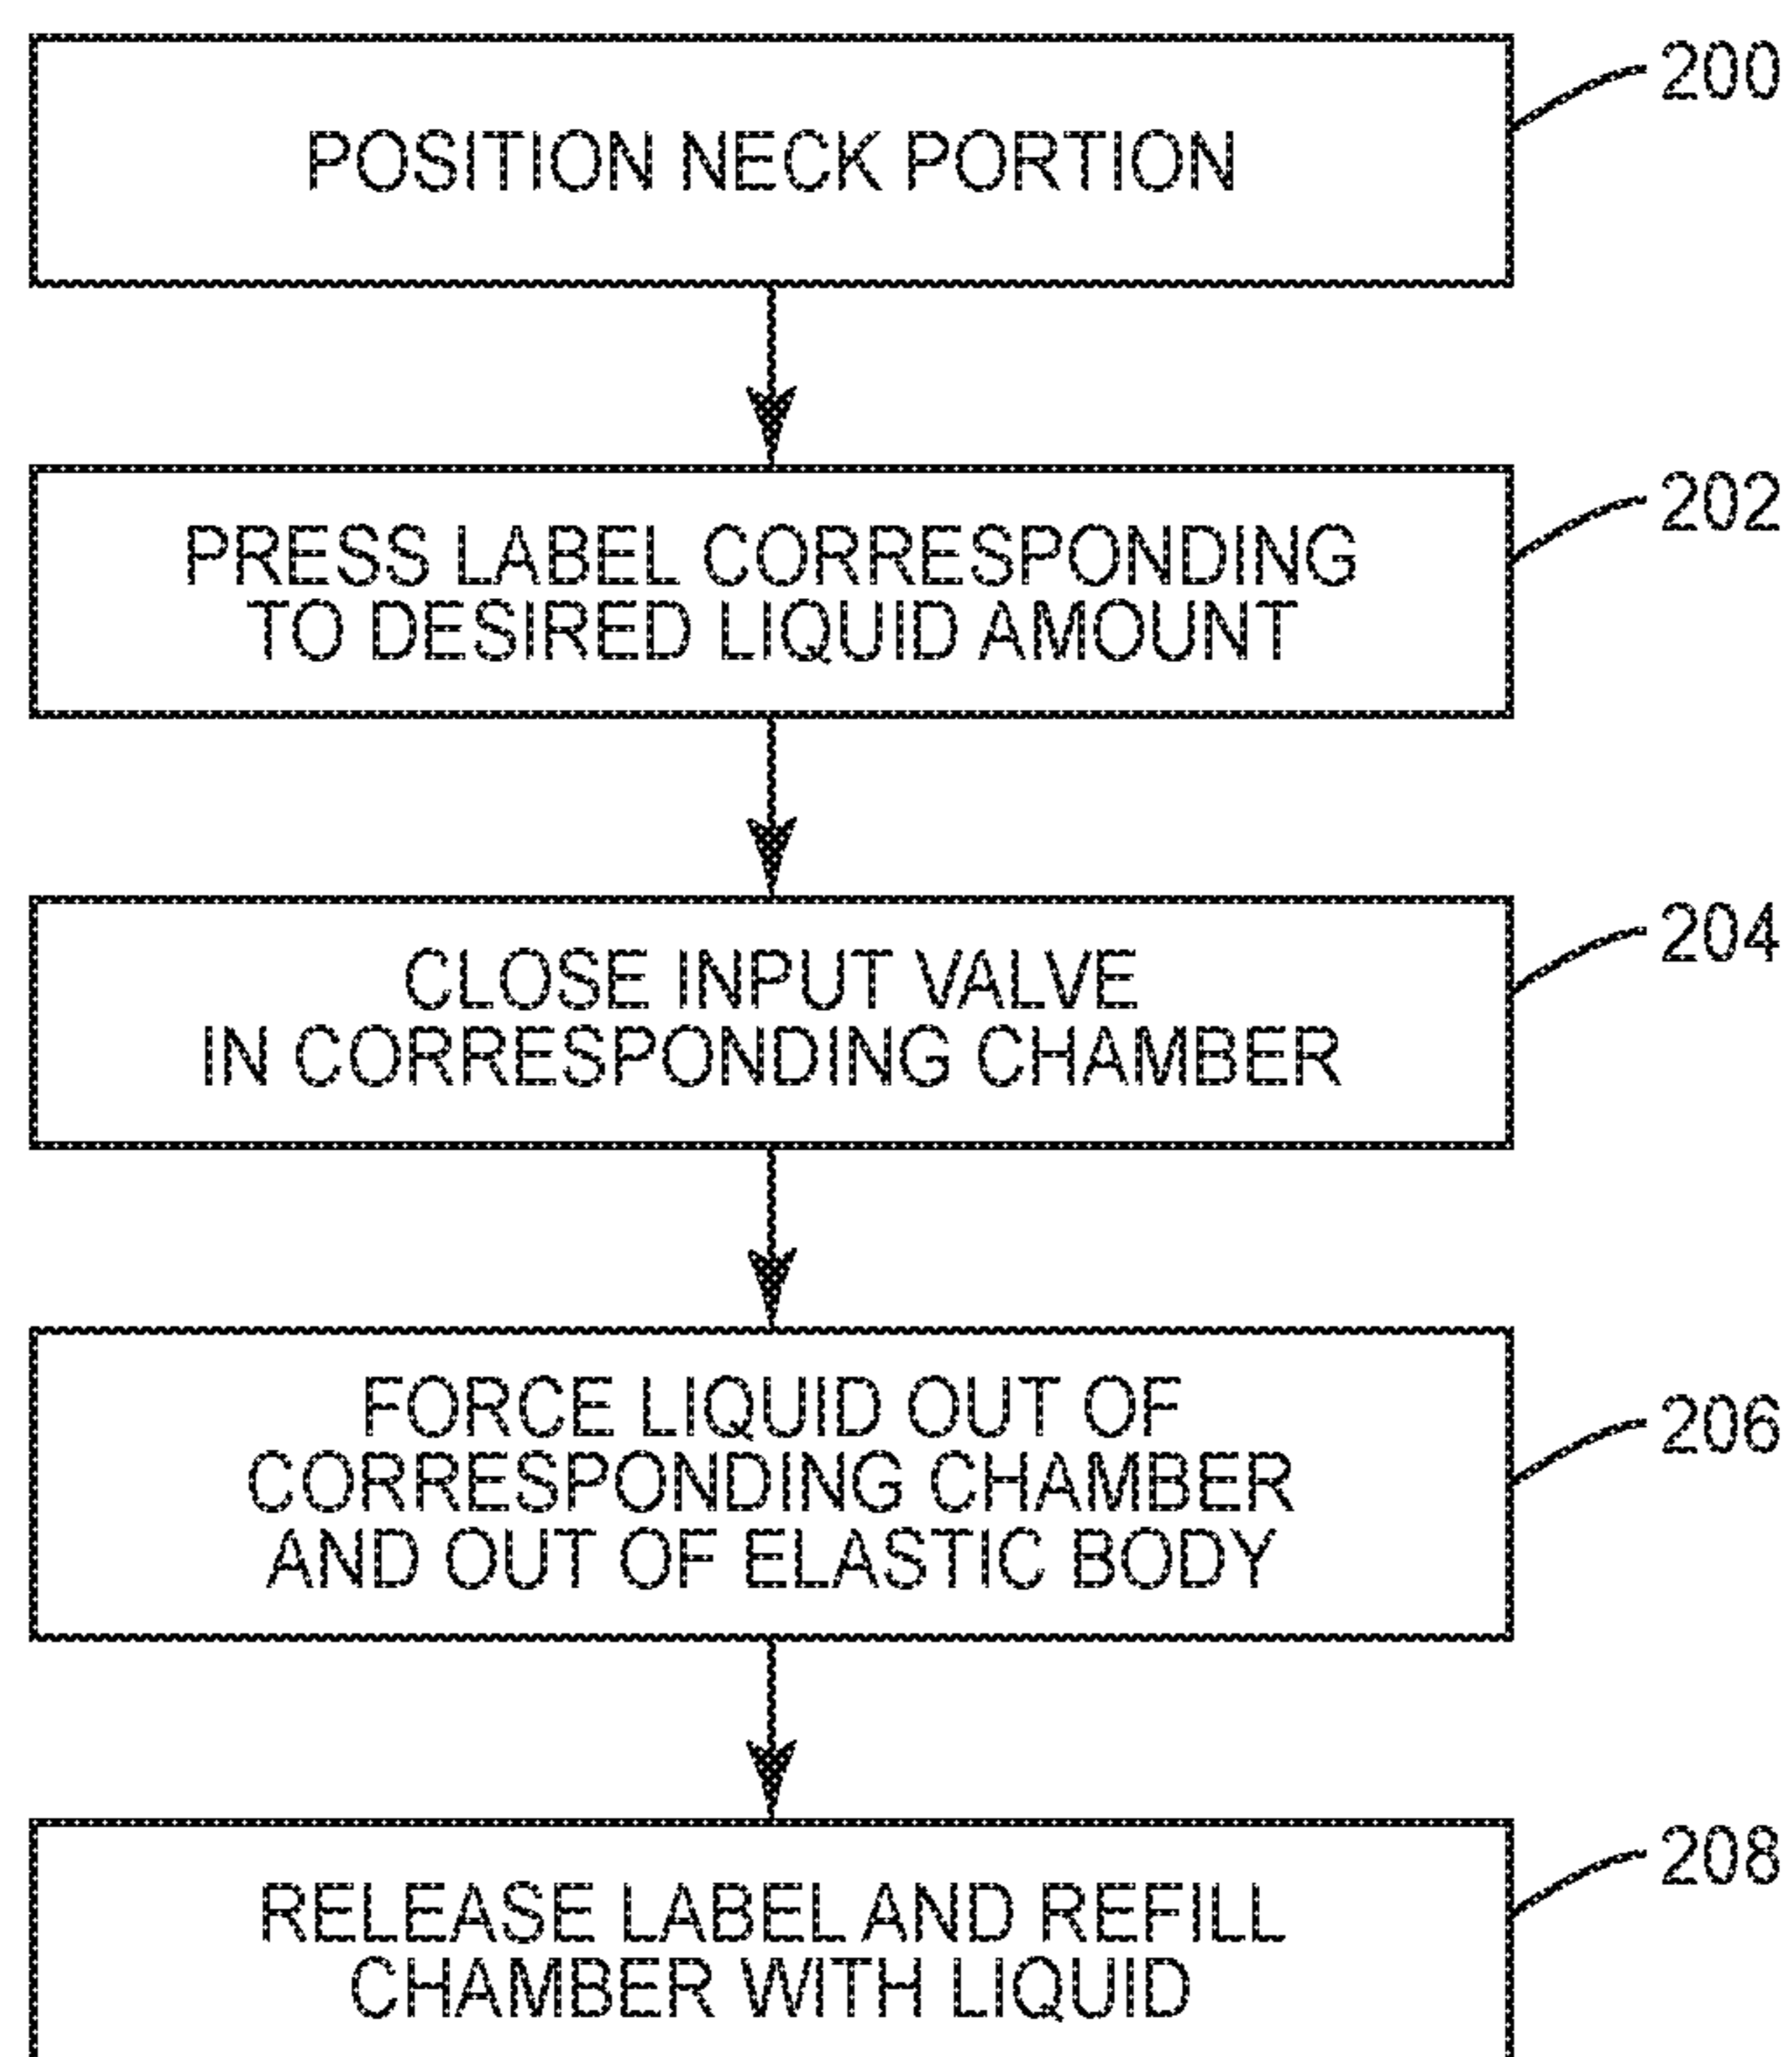 200
POSITION NECK PORTION
202
PRESS LABEL CORRESPONDING
TO DESIRED LIQUID AMOUNT
204
CLOSE INPUT VALVE
IN CORRESPONDING CHAMBER
206
FORCE LIQUID OUT OF
CORRESPONDING CHAMBER
AND OUT OF ELASTIC BODY
208
RELEASE LABEL AND REFILL
CHAMBER WITH LIQUID